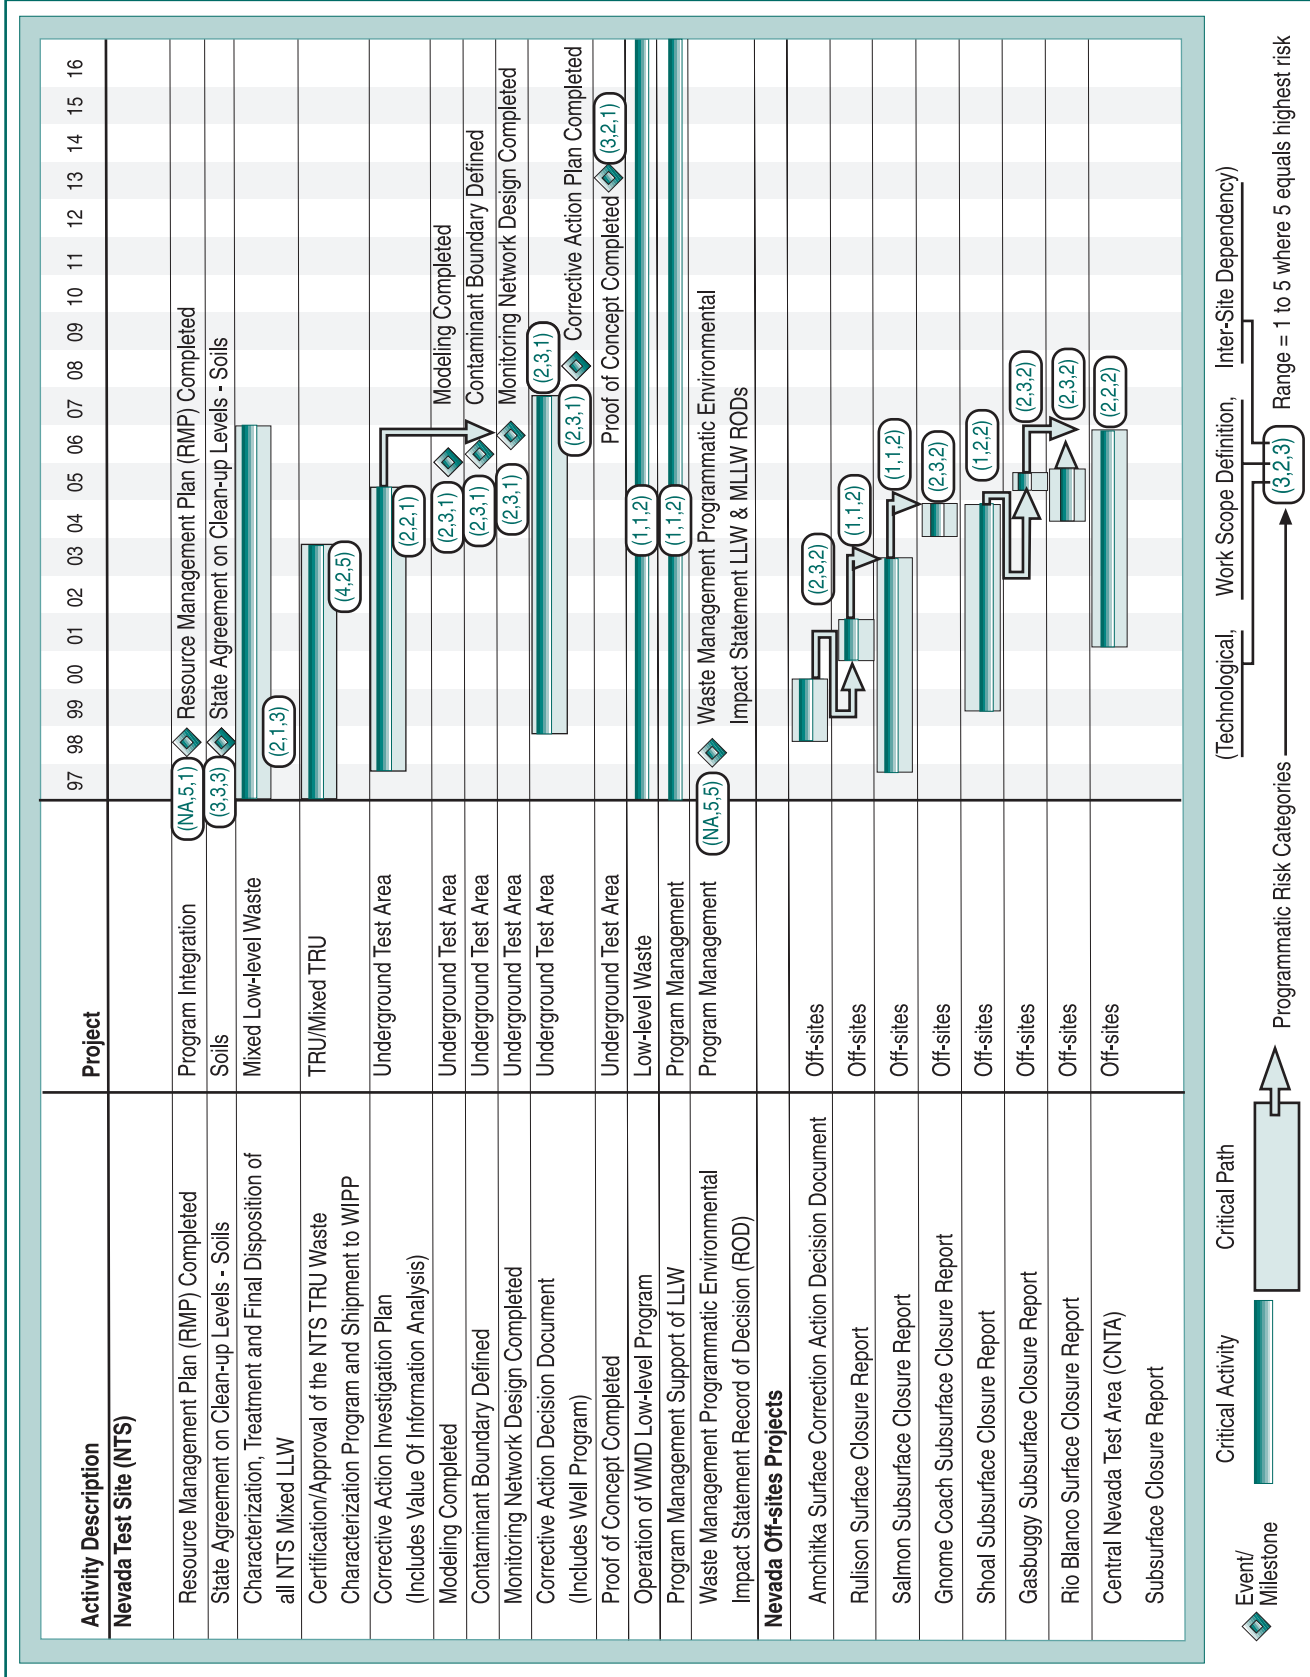 Activity Description
Project
97 98 99 00 01 02 03 04 05 06 07 08 09 10 11 12 13 14 15 16
Nevada Test Site (NTS)
Resource Management Plan (RMP) Completed
Program Integration
(NA,5,1)
Resource Management Plan (RMP) Completed
State Agreement on Clean-up Levels - Soils
Soils
(3,3,3)
State Agreement on Clean-up Levels - Soils
Characterization, Treatment and Final Disposition of
all NTS Mixed LLW
Mixed Low-level Waste
(2,1,3)
Certification/Approval of the NTS TRU Waste
Characterization Program and Shipment to WIPP
TRU/Mixed TRU
(4,2,5)
Corrective Action Investigation Plan
(Includes Value Of Information Analysis)
Underground Test Area
(2,2,1)
Modeling Completed
Underground Test Area
(2,3,1)
Modeling Completed
Contaminant Boundary Defined
Underground Test Area
(2,3,1)
Contaminant Boundary Defined
Monitoring Network Design Completed
Underground Test Area
(2,3,1)
Monitoring Network Design Completed
Corrective Action Decision Document
(Includes Well Program)
Underground Test Area
(2,3,1)
(2,3,1)
Corrective Action Plan Completed
Proof of Concept Completed
Underground Test Area
Proof of Concept Completed
(3,2,1)
Operation of WMD Low-level Program
Low-level Waste
(1,1,2)
Program Management Support of LLW
Program Management
(1,1,2)
Waste Management Programmatic Environmental
Impact Statement Record of Decision (ROD)
Program Management
(NA,5,5)
Waste Management Programmatic Environmental
Impact Statement LLW & MLLW RODs
Nevada Off-sites Projects
Amchitka Surface Correction Action Decision Document
Off-sites
(2,3,2)
Rulison Surface Closure Report
Off-sites
(1,1,2)
Salmon Subsurface Closure Report
Off-sites
(1,1,2)
Gnome Coach Subsurface Closure Report
Off-sites
(2,3,2)
Shoal Subsurface Closure Report
Off-sites
(1,2,2)
Gasbuggy Subsurface Closure Report
Off-sites
(2,3,2)
Rio Blanco Surface Closure Report
Off-sites
(2,3,2)
Central Nevada Test Area (CNTA)
Subsurface Closure Report
Off-sites
(2,2,2)
Event/
Milestone
Critical Activity
Critical Path
Programmatic Risk Categories
(Technological,
Work Scope Definition,
Inter-Site Dependency)
(3,2,3)
Range = 1 to 5 where 5 equals highest risk